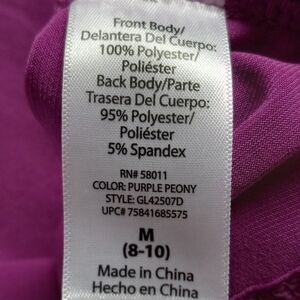 Front Body/
Delantera Del Cuerpo:
100% Polyester/
Poliéster
Back Body/Parte
Trasera Del Cuerpo:
95% Polyester/
Poliéster
5% Spandex
RN# 58011
COLOR: PURPLE PEONY
STYLE: GL42507D
UPC# 75841685575
M
(8-10)
Made in China
Hecho en China